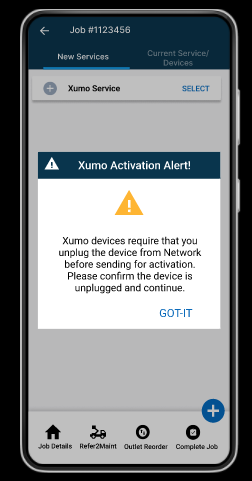 Job #1123456
New Services
Current Service/
Devices
Xumo Service
SELECT
Xumo Activation Alert!
Xumo devices require that you
unplug the device from Network
before sending for activation.
Please confirm the device is
unplugged and continue.
GOT-IT
Job Details
Refer2Maint
Outlet Reorder
Complete Job